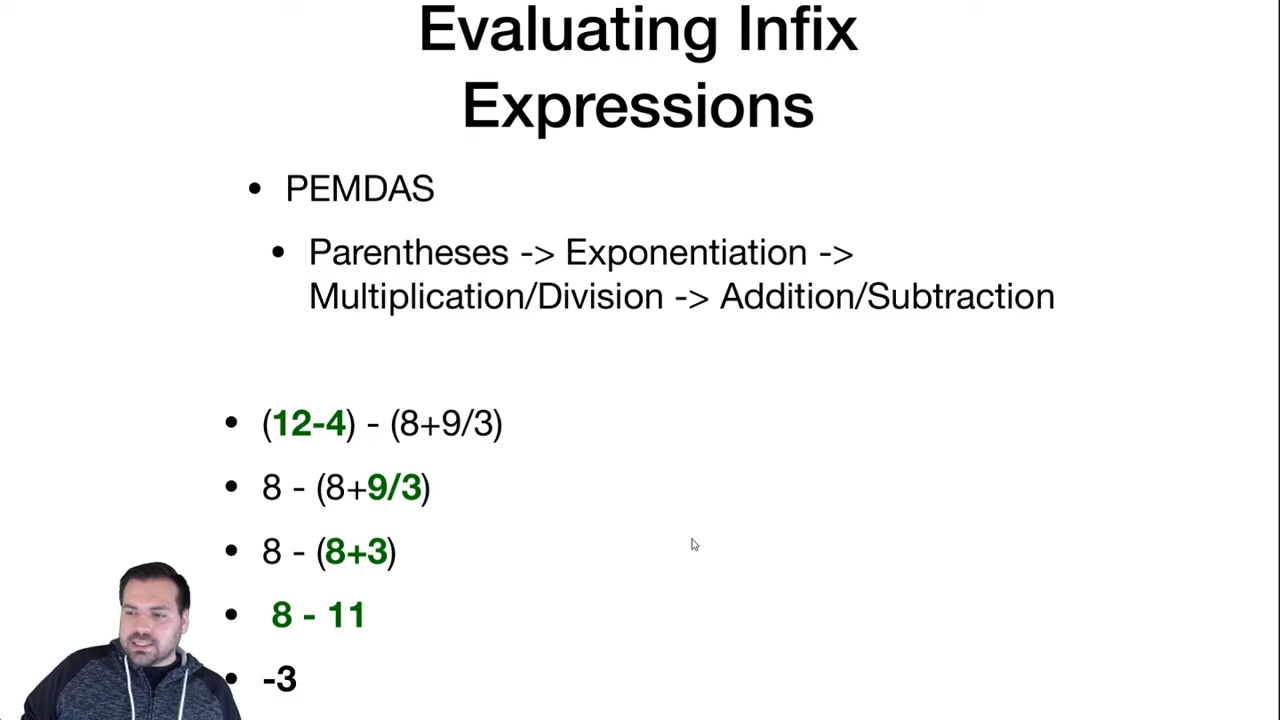 Evaluating Infix
Expressions
• PEMDAS
• Parentheses -> Exponentiation ->
Multiplication/Division -> Addition/Subtraction
• (12-4) - (8+9/3)
• 8 - (8+9/3)
• 8 - (8+3)
• 8 - 11
• -3